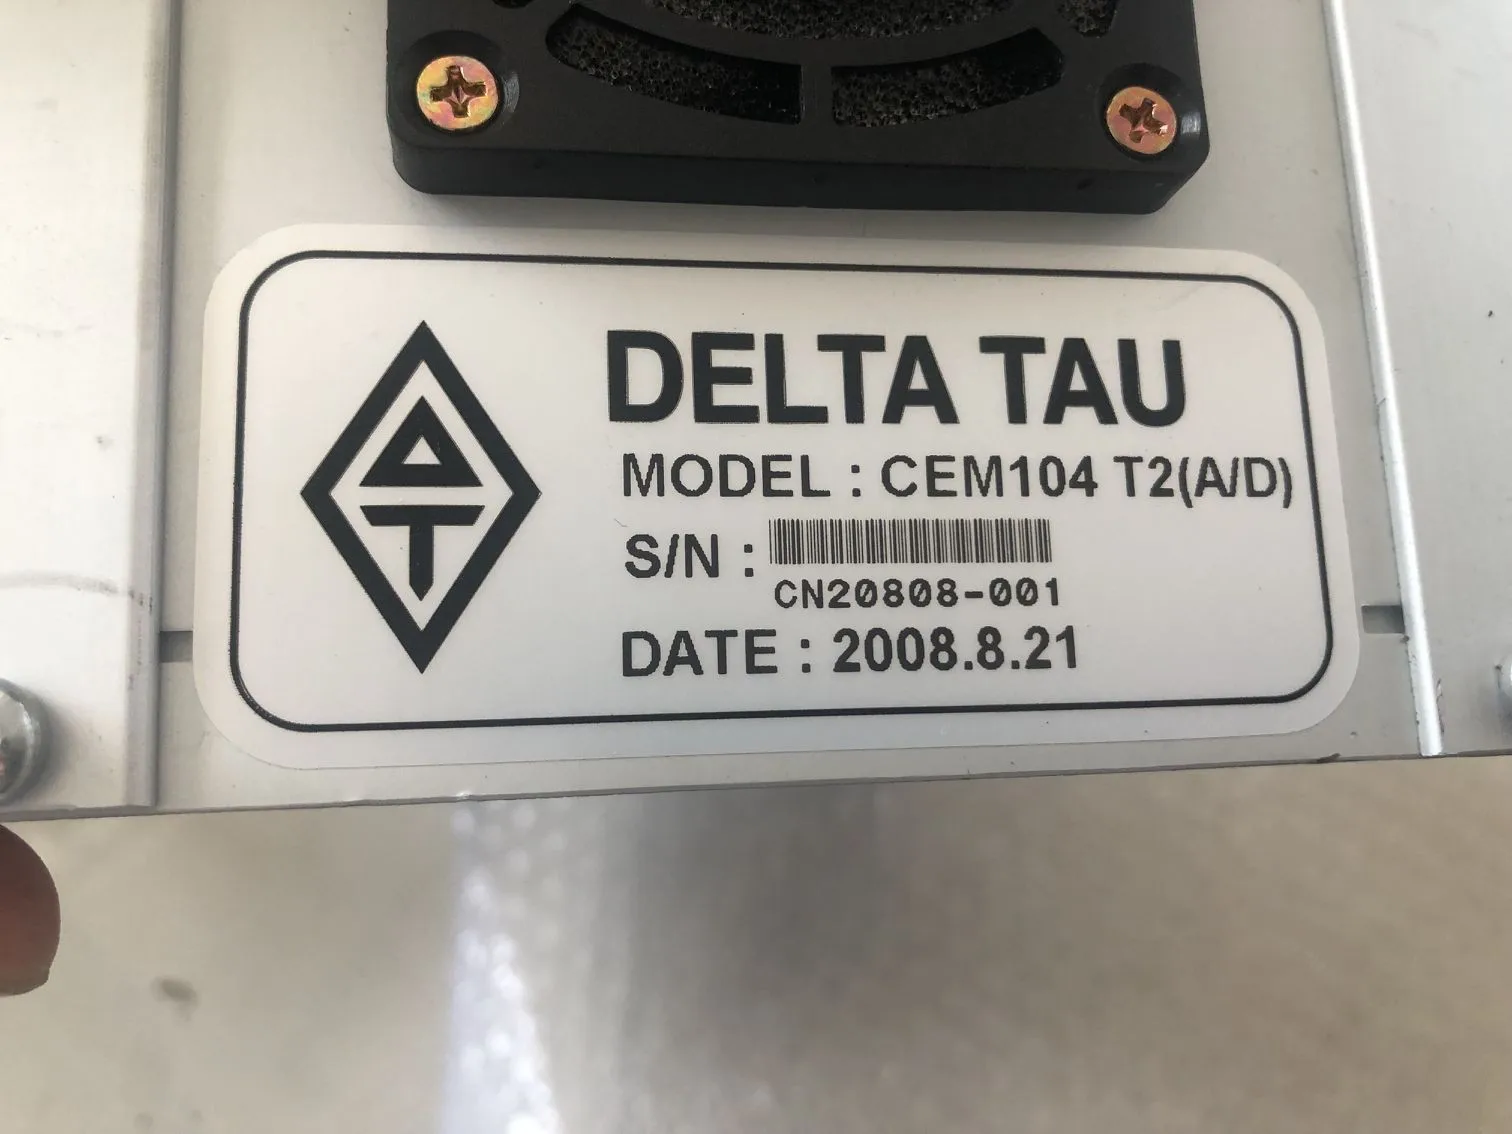 DELTA TAU
MODEL : CEM104 T2(A/D)
S/N :
CN20808-001
DATE : 2008.8.21